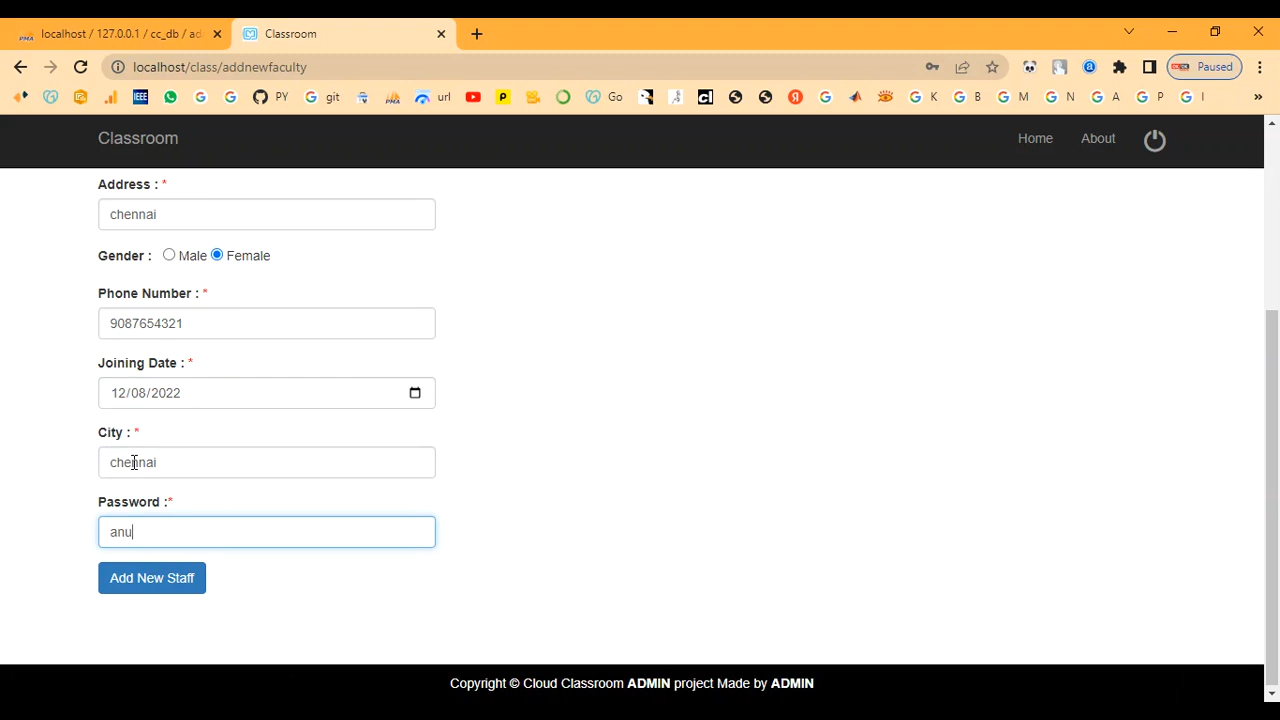 localhost / 127.0.0.1 / cc_db / ad
Classroom
localhost/class/addnewfaculty
Paused
IEEE
PY
git
url
Go
K
B
M
N
A
P
I
Classroom
Home
About
Address : *
chennai
Gender :
Male
Female
Phone Number : *
9087654321
Joining Date : *
12/08/2022
City : *
chennai
Password :*
anu
Add New Staff
Copyright © Cloud Classroom ADMIN project Made by ADMIN